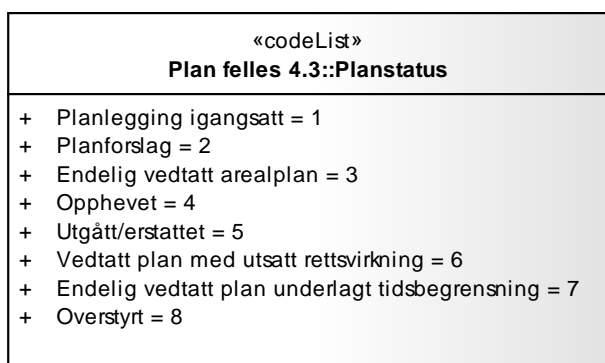 «codeList»
Plan felles 4.3::Planstatus
+ Planlegging igangsatt = 1
+ Planforslag = 2
+ Endelig vedtatt arealplan = 3
+ Opphevet = 4
+ Utgått/erstattet = 5
+ Vedtatt plan med utsatt rettsvirkning = 6
+ Endelig vedtatt plan underlagt tidsbegrensning = 7
+ Overstyrt = 8